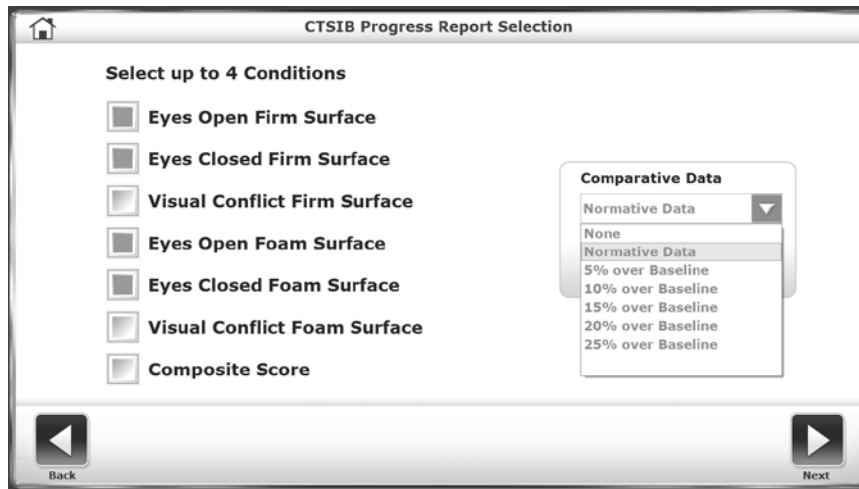 CTSIB Progress Report Selection
Select up to 4 Conditions
Eyes Open Firm Surface
Eyes Closed Firm Surface
Visual Conflict Firm Surface
Eyes Open Foam Surface
Eyes Closed Foam Surface
Visual Conflict Foam Surface
Composite Score
Comparative Data
Normative Data
None
Normative Data
5% over Baseline
10% over Baseline
15% over Baseline
20% over Baseline
25% over Baseline
Back
Next